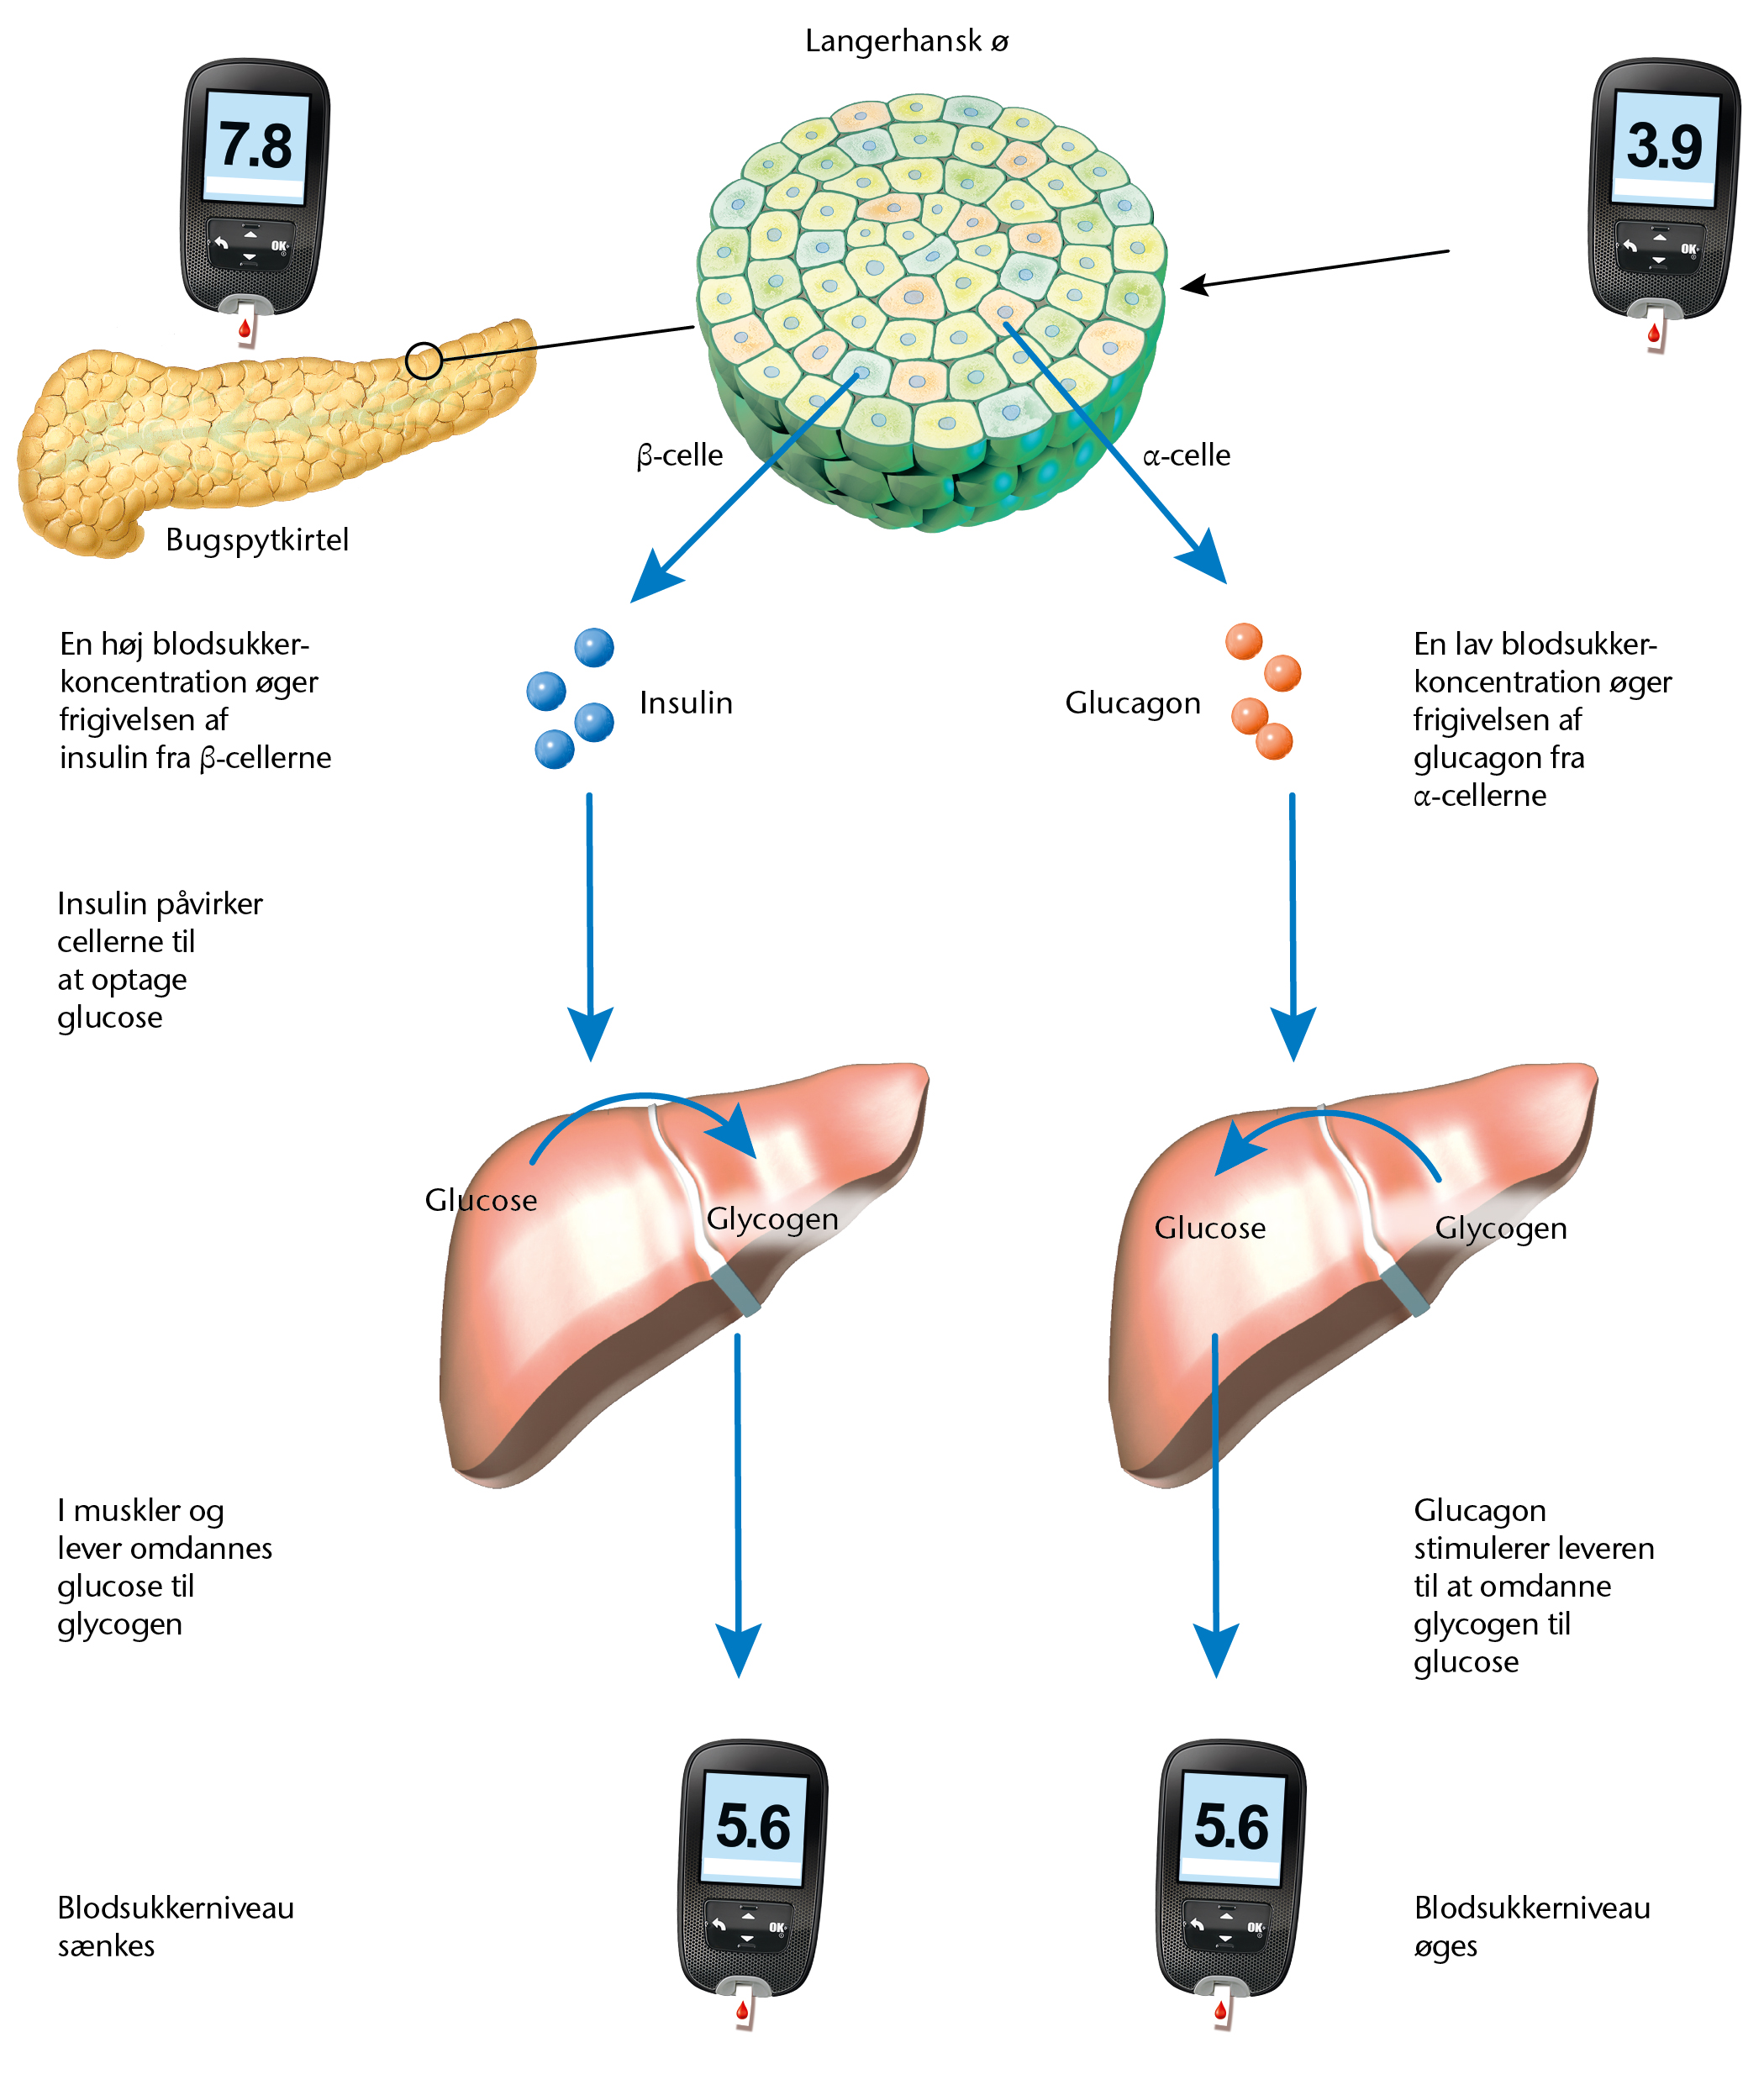 Langerhansk ø
7.8
OK
3.9
OK
β-celle
α-celle
Bugspytkirtel
En høj blodsukker-
koncentration øger
frigivelsen af
insulin fra β-cellerne
Insulin
Glucagon
En lav blodsukker-
koncentration øger
frigivelsen af
glucagon fra
α-cellerne
Insulin påvirker
cellerne til
at optage
glucose
Glucose
Glycogen
Glucose
Glycogen
I muskler og
lever omdannes
glucose til
glycogen
Glucagon
stimulerer leveren
til at omdanne
glycogen til
glucose
5.6
OK
5.6
OK
Blodsukkerniveau
sænkes
Blodsukkerniveau
øges